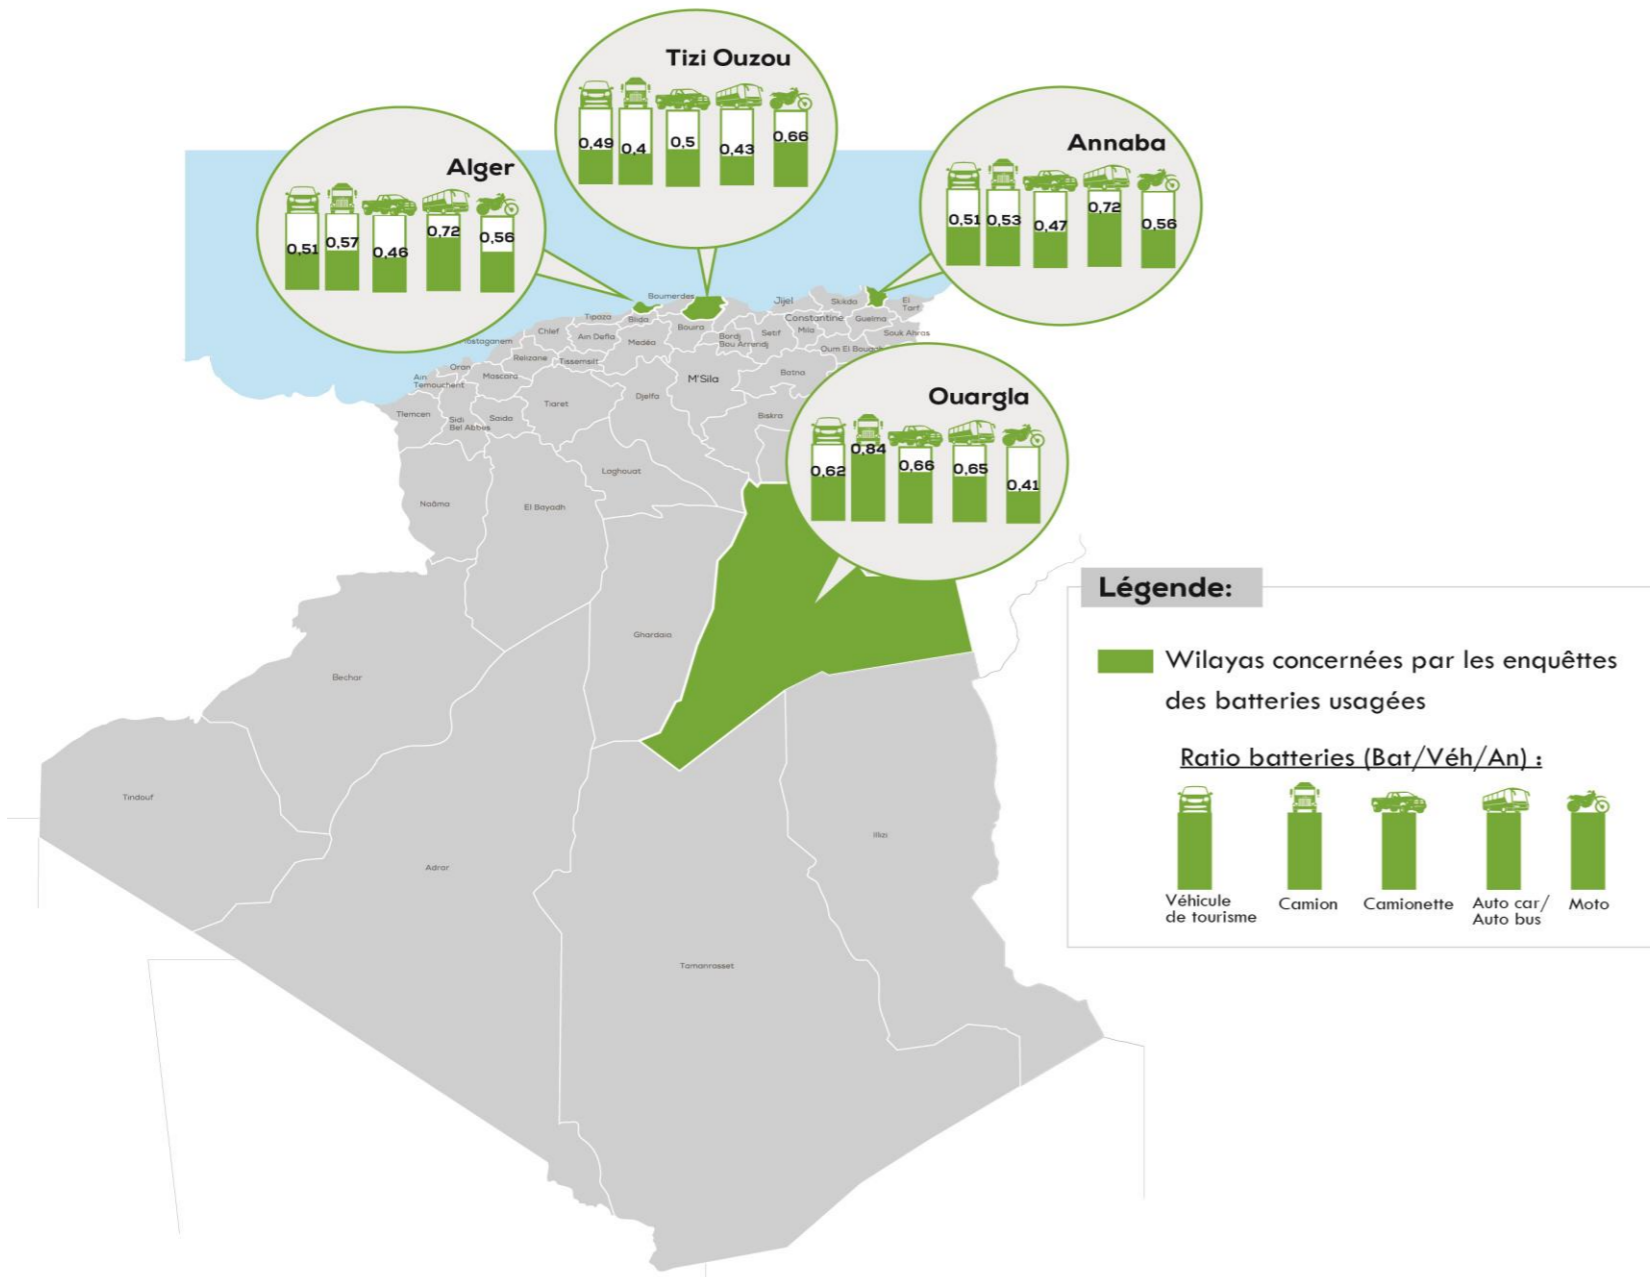 Tizi Ouzou
0,49
0,4
0,5
0,43
0,66
Alger
0,51
0,57
0,46
0,72
0,56
Annaba
0,51
0,53
0,47
0,72
0,56
Ouargla
0,62
0,84
0,66
0,65
0,41
Boumerdes
Jijel
Skikda
El
Tarf
Tipaza
Blida
Constantine
Guelma
Chlef
Ain Defla
Medéa
Bouira
Bordj
Bou Arreridj
Setif
Mila
Souk Ahras
ostaganem
Relizane
Tissemsilt
Oum El Bouagh
Oran
Ain
Temouchent
Mascara
M'Sila
Batna
Tlemcen
Sidi
Bel Abbes
Saida
Tiaret
Djelfa
Biskra
Laghouat
Naâma
El Bayadh
Ghardaia
Bechar
Tindouf
Adrar
illizi
Tamanrasset
Légende:
Wilayas concernées par les enquêttes
des batteries usagées
Ratio batteries (Bat/Véh/An) :
Véhicule
de tourisme
Camion
Camionette
Auto car/
Auto bus
Moto